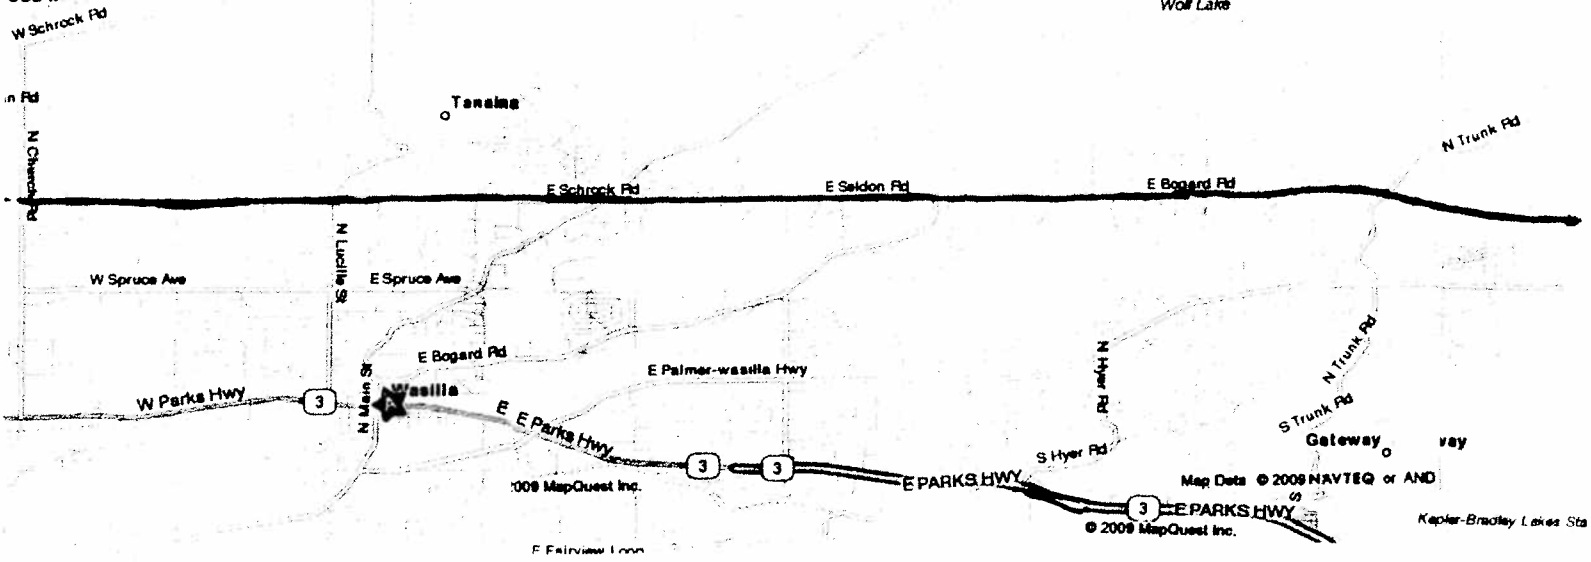 W Schrock Rd
Wolf Lake
n Rd
Tanaina
N Trunk Rd
N Church Rd
E Schrock Rd
E Seldon Rd
E Bogard Rd
N Lucille St
W Spruce Ave
E Spruce Ave
N Trunk Rd
E Bogard Rd
N Hyer Rd
E Palmer-wasilla Hwy
W Parks Hwy
3
N Main St
Wasilla
E
E Parks Hwy
S Trunk Rd
Gateway
way
S Hyer Rd
3
3
E PARKS HWY
:009 MapQuest Inc.
Map Data © 2009 NAVTEQ or AND
S
3
E PARKS HWY
© 2009 MapQuest Inc.
Kepler-Bradley Lakes Sta
E Fairview Loop